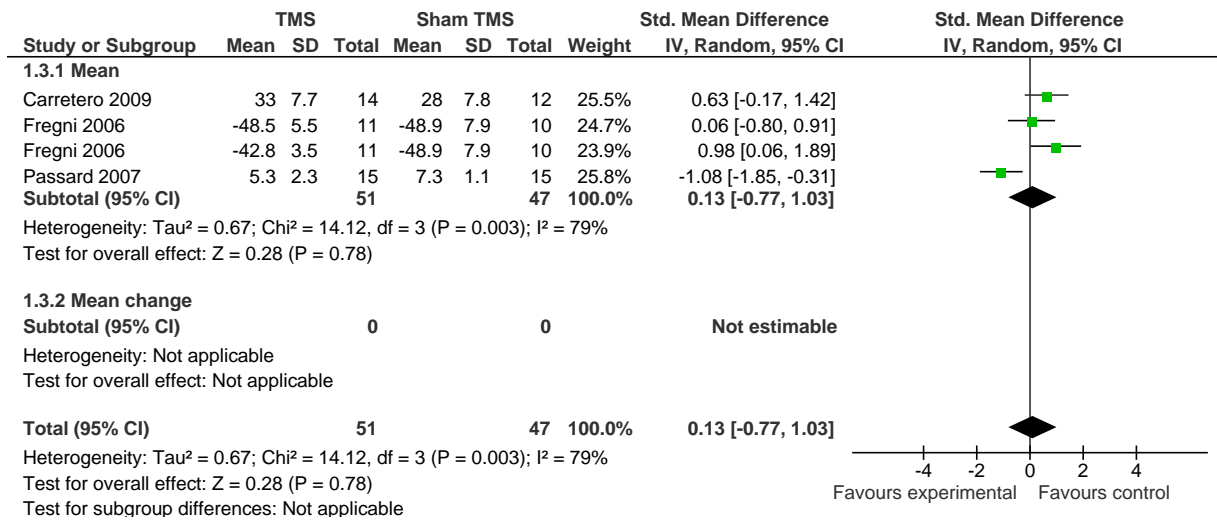 TMS Sham TMS Std. Mean Difference Std. Mean Difference
Study or Subgroup Mean SD Total Mean SD Total Weight IV, Random, 95% CI IV, Random, 95% CI
1.3.1 Mean
Carretero 2009 33 7.7 14 28 7.8 12 25.5% 0.63 [-0.17, 1.42]
Fregni 2006 -48.5 5.5 11 -48.9 7.9 10 24.7% 0.06 [-0.80, 0.91]
Fregni 2006 -42.8 3.5 11 -48.9 7.9 10 23.9% 0.98 [0.06, 1.89]
Passard 2007 5.3 2.3 15 7.3 1.1 15 25.8% -1.08 [-1.85, -0.31]
Subtotal (95% CI) 51 47 100.0% 0.13 [-0.77, 1.03]
Heterogeneity: Tau² = 0.67; Chi² = 14.12, df = 3 (P = 0.003); I² = 79%
Test for overall effect: Z = 0.28 (P = 0.78)
1.3.2 Mean change
Subtotal (95% CI) 0 0 Not estimable
Heterogeneity: Not applicable
Test for overall effect: Not applicable
Total (95% CI) 51 47 100.0% 0.13 [-0.77, 1.03]
Heterogeneity: Tau² = 0.67; Chi² = 14.12, df = 3 (P = 0.003); I² = 79%
Test for overall effect: Z = 0.28 (P = 0.78)
Test for subgroup differences: Not applicable
-4 -2 0 2 4
Favours experimental Favours control